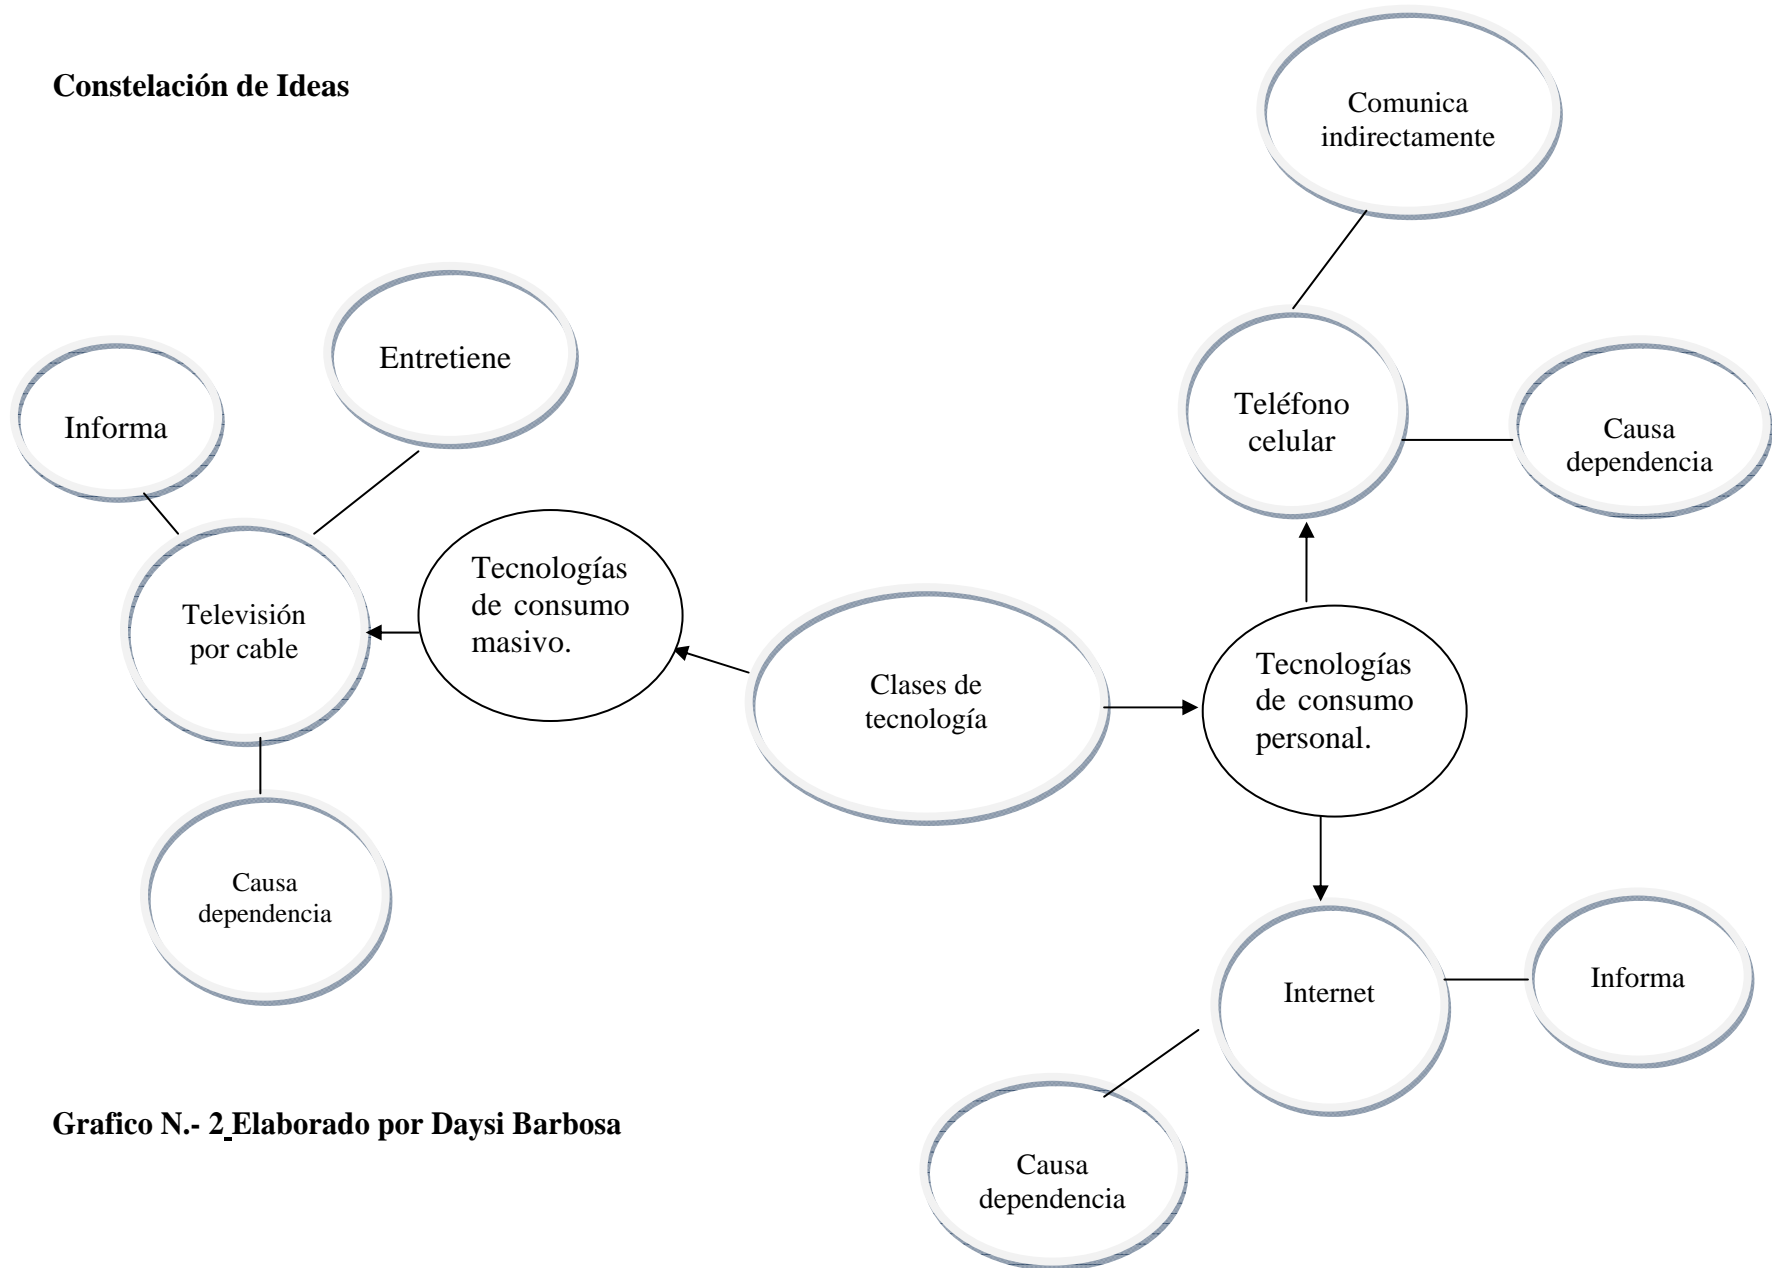 Constelación de Ideas
Comunica
indirectamente
Entretiene
Informa
Teléfono
celular
Causa
dependencia
Tecnologías
de consumo
masivo.
Televisión
por cable
Clases de
tecnología
Tecnologías
de consumo
personal.
Causa
dependencia
Internet
Informa
Causa
dependencia
Grafico N.- 2 Elaborado por Daysi Barbosa